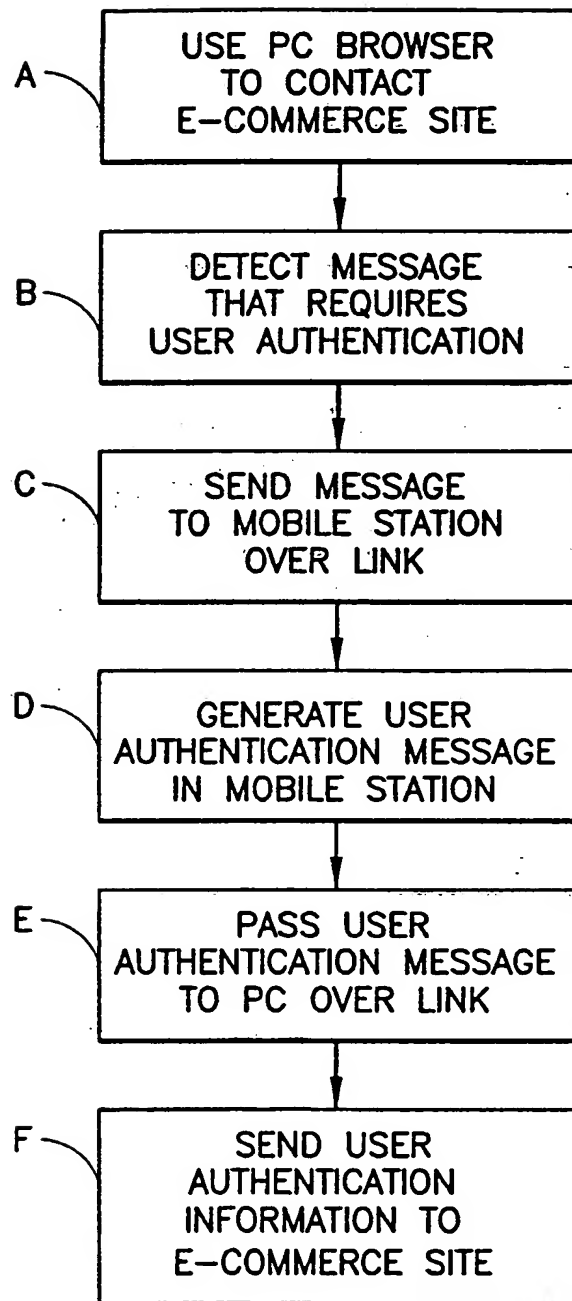 A
USE PC BROWSER
TO CONTACT
E-COMMERCE SITE
B
DETECT MESSAGE
THAT REQUIRES
USER AUTHENTICATION
C
SEND MESSAGE
TO MOBILE STATION
OVER LINK
D
GENERATE USER
AUTHENTICATION MESSAGE
IN MOBILE STATION
E
PASS USER
AUTHENTICATION MESSAGE
TO PC OVER LINK
F
SEND USER
AUTHENTICATION
INFORMATION TO
E-COMMERCE SITE